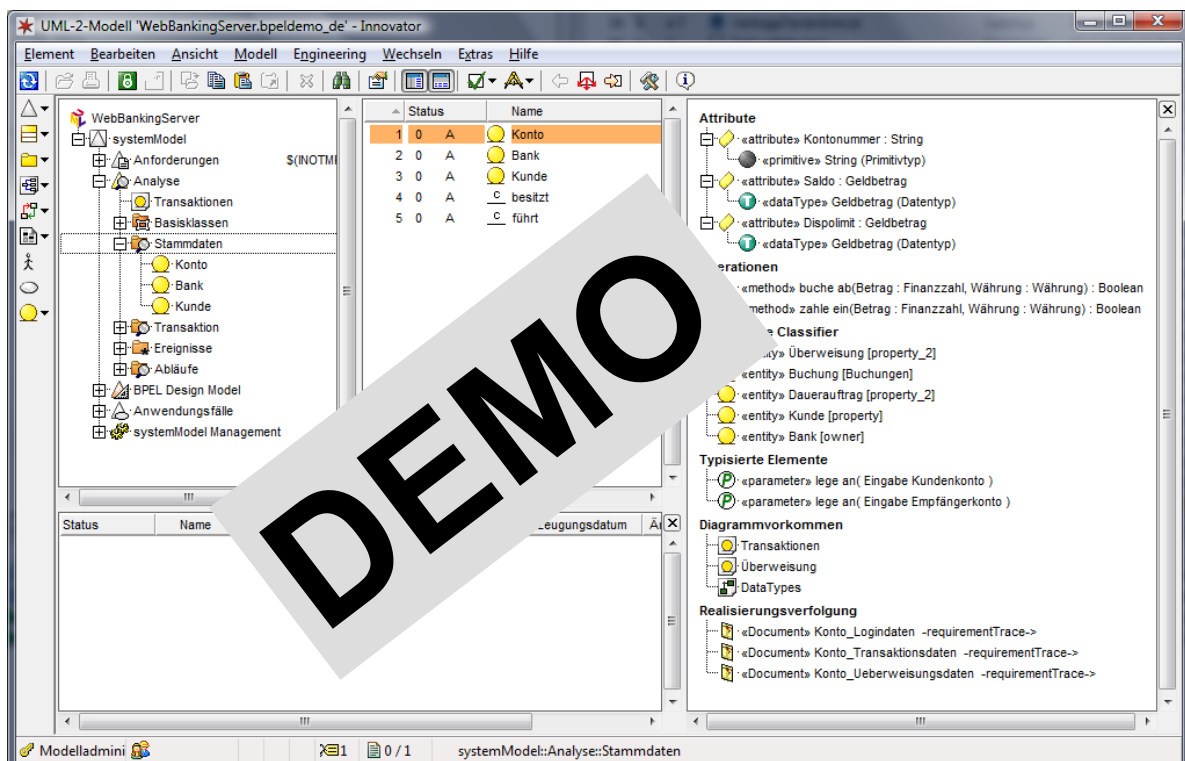 UML-2-Modell 'WebBankingServer.bpeldemo_de' - Innovator
Element Bearbeiten Ansicht Modell Engineering Wechseln Extras Hilfe
WebBankingServer
systemModel
Anforderungen $(INOTM
Analyse
Transaktionen
Basisklassen
Stammdaten
Konto
Bank
Kunde
Transaktion
Ereignisse
Abläufe
BPEL Design Model
Anwendungsfälle
systemModel Management
Status Name
1 0 A Konto
2 0 A Bank
3 0 A Kunde
4 0 A c besitzt
5 0 A c führt
DEMO
Status Name
Attribute
«attribute» Kontonummer : String
«primitive» String (Primitivtyp)
«attribute» Saldo : Geldbetrag
T «dataType» Geldbetrag (Datentyp)
«attribute» Dispolimit : Geldbetrag
T «dataType» Geldbetrag (Datentyp)
«method» buche ab(Betrag : Finanzzahl, Währung : Währung) : Boolean
zahle ein(Betrag : Finanzzahl, Währung : Währung) : Boolean
Classifier
Überweisung [property_2]
«entity» Buchung [Buchungen]
«entity» Dauerauftrag [property_2]
«entity» Kunde [property]
«entity» Bank [owner]
Typisierte Elemente
P «parameter» lege an( Eingabe Kundenkonto )
P «parameter» lege an( Eingabe Empfängerkonto )
Diagrammvorkommen
Transaktionen
Überweisung
DataTypes
Realisierungsverfolgung
«Document» Konto_Logindaten -requirementTrace->
«Document» Konto_Transaktionsdaten -requirementTrace->
«Document» Konto_Ueberweisungsdaten -requirementTrace->
Modelladmini 1 0 / 1 systemModel::Analyse::Stammdaten